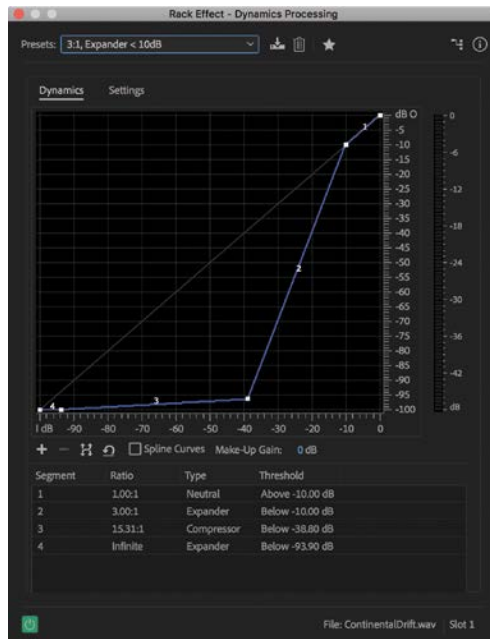 Rack Effect - Dynamics Processing
Presets: 3:1, Expander < 10dB
Dynamics Settings
dB 0
-5
-10
-15
-20
-25
-30
-35
-40
-45
-50
-55
-60
-65
-70
-75
-80
-85
-90
-95
-100
0
-6
-12
-18
-24
-30
-36
-42
dB
1
2
3
4
dB -90 -80 -70 -60 -50 -40 -30 -20 -10 0
Spline Curves Make-Up Gain: 0 dB
Segment Ratio Type Threshold
1 1.00:1 Neutral Above -10.00 dB
2 3.00:1 Expander Below -10.00 dB
3 15.31:1 Compressor Below -38.80 dB
4 Infinite Expander Below -93.90 dB
File: ContinentalDrift.wav Slot 1